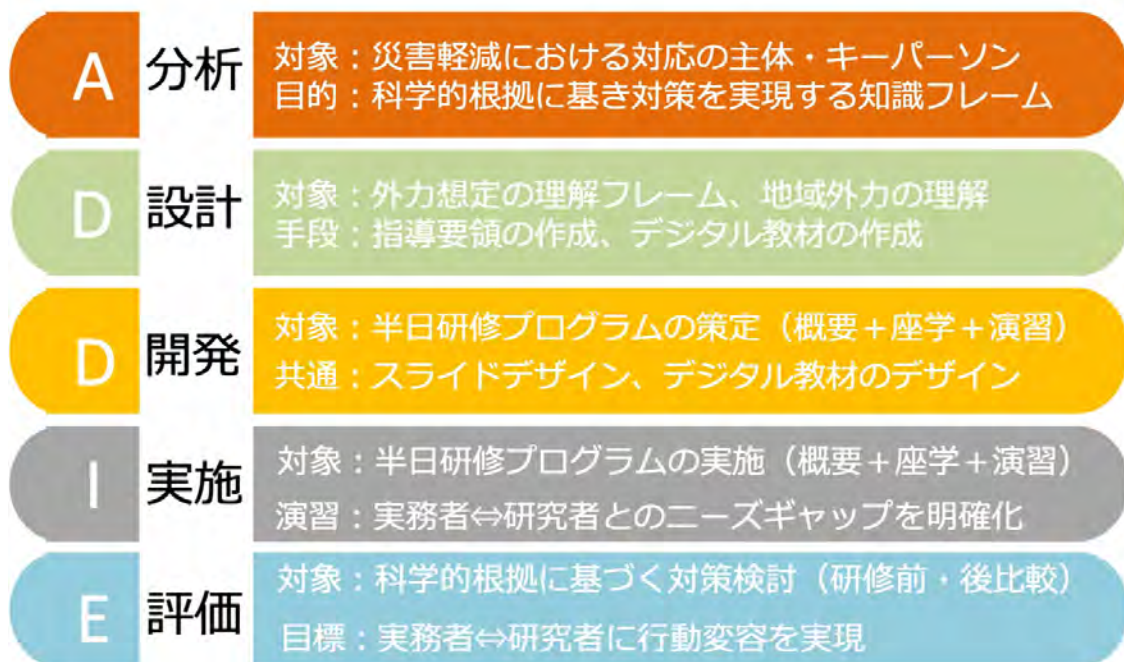 A 分析
対象：災害軽減における対応の主体・キーパーソン
目的：科学的根拠に基き対策を実現する知識フレーム
D 設計
対象：外力想定の理解フレーム、地域外力の理解
手段：指導要領の作成、デジタル教材の作成
D 開発
対象：半日研修プログラムの策定（概要＋座学＋演習）
共通：スライドデザイン、デジタル教材のデザイン
I 実施
対象：半日研修プログラムの実施（概要＋座学＋演習）
演習：実務者⇔研究者とのニーズギャップを明確化
E 評価
対象：科学的根拠に基づく対策検討（研修前・後比較）
目標：実務者⇔研究者に行動変容を実現